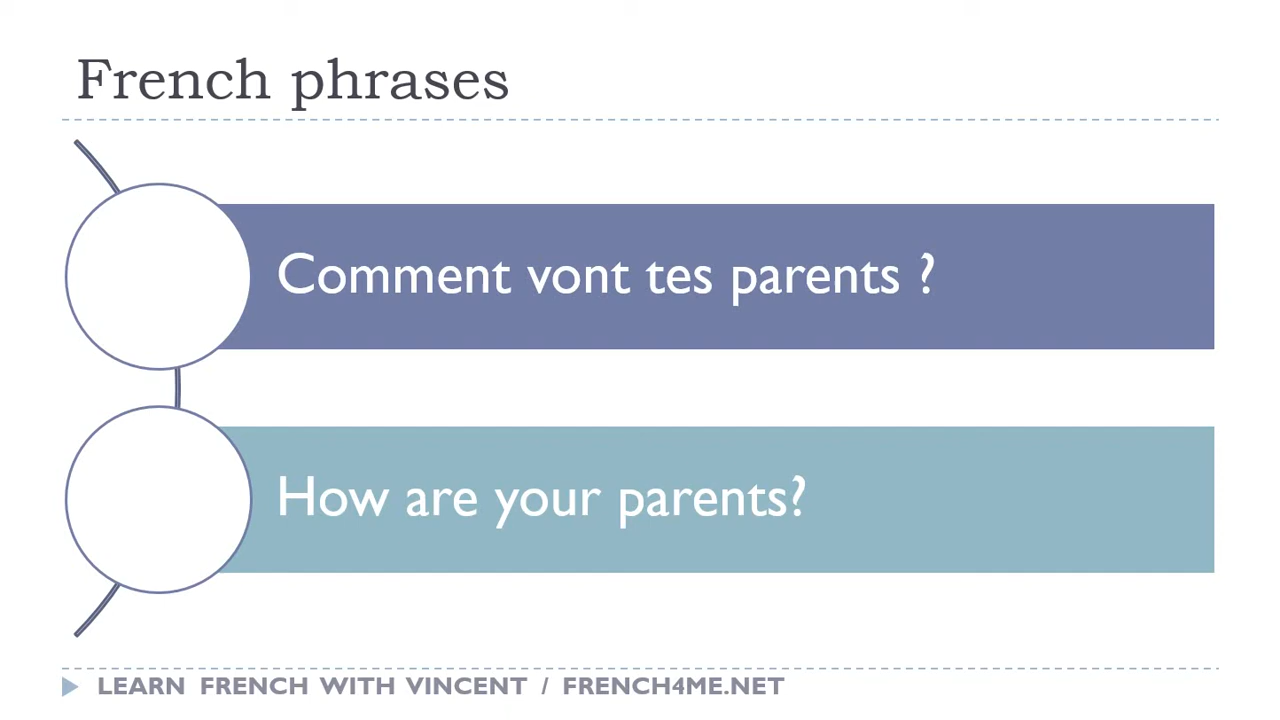 French phrases
Comment vont tes parents ?
How are your parents?
LEARN FRENCH WITH VINCENT / FRENCH4ME.NET